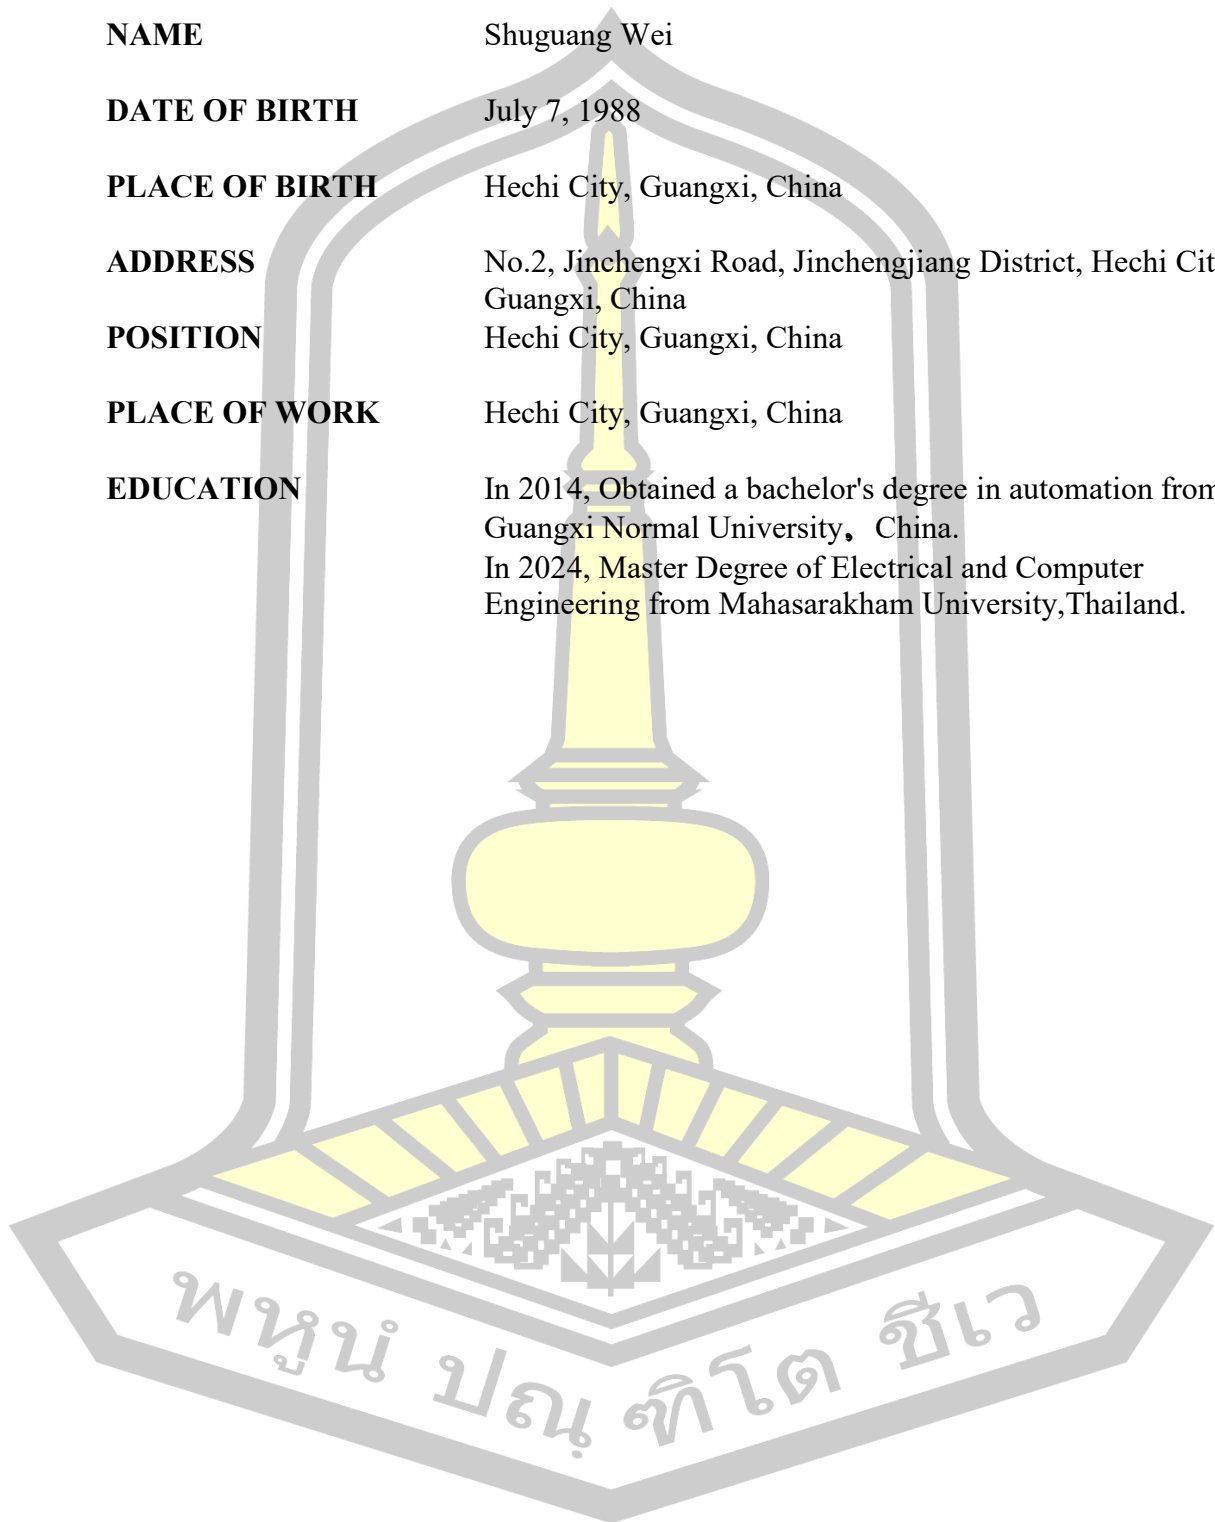 NAME Shuguang Wei
DATE OF BIRTH July 7, 1988
PLACE OF BIRTH Hechi City, Guangxi, China
ADDRESS No.2, Jinchengxi Road, Jinchengjiang District, Hechi Cit
Guangxi, China
POSITION Hechi City, Guangxi, China
PLACE OF WORK Hechi City, Guangxi, China
EDUCATION In 2014, Obtained a bachelor's degree in automation from
Guangxi Normal University， China.
In 2024, Master Degree of Electrical and Computer
Engineering from Mahasarakham University,Thailand.
พหูนํ ปณฺ ฑิโต ชีเว